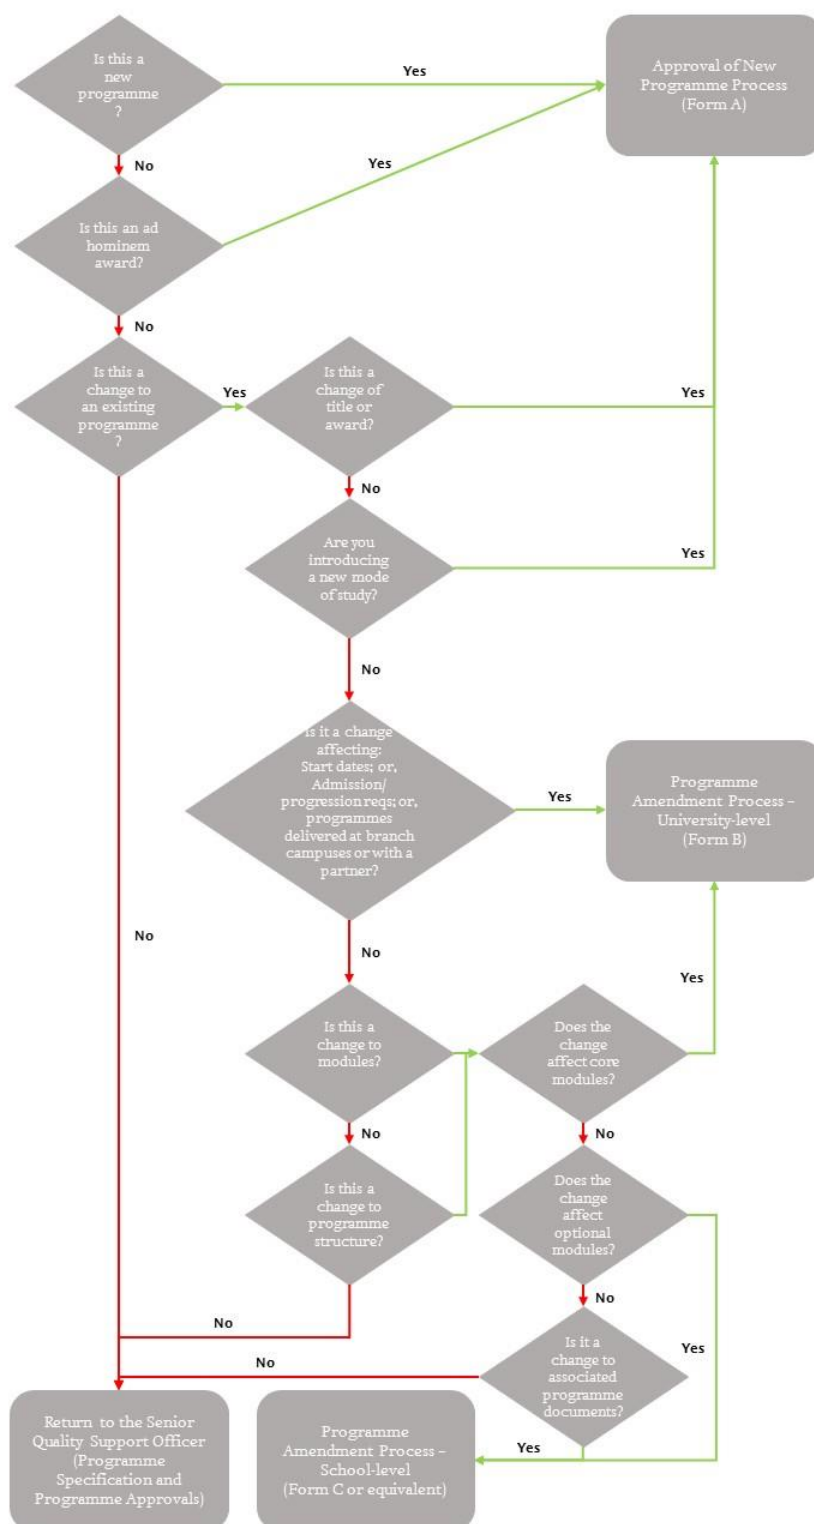 Is this a
new
programme
?
Yes
Approval of New
Programme Process
(Form A)
No
Yes
Is this an ad
hominem
award?
No
Is this a
change to
an existing
programme
?
Yes
Is this a
change of
title or
award?
Yes
No
Are you
introducing
a new mode
of study?
Yes
No
Is it a change
affecting:
Start dates; or,
Admission/
progression reqs; or,
programmes
delivered at branch
campuses or with a
partner?
Yes
Programme
Amendment Process –
University-level
(Form B)
No
No
Yes
Is this a
change to
modules?
Does the
change
affect core
modules?
No
No
Is this a
change to
programme
structure?
Does the
change
affect
optional
modules?
No
No
Yes
No
Is it a
change to
associated
programme
documents?
Return to the Senior
Quality Support Officer
(Programme
Specification and
Programme Approvals)
Programme
Amendment Process –
School-level
(Form C or equivalent)
Yes